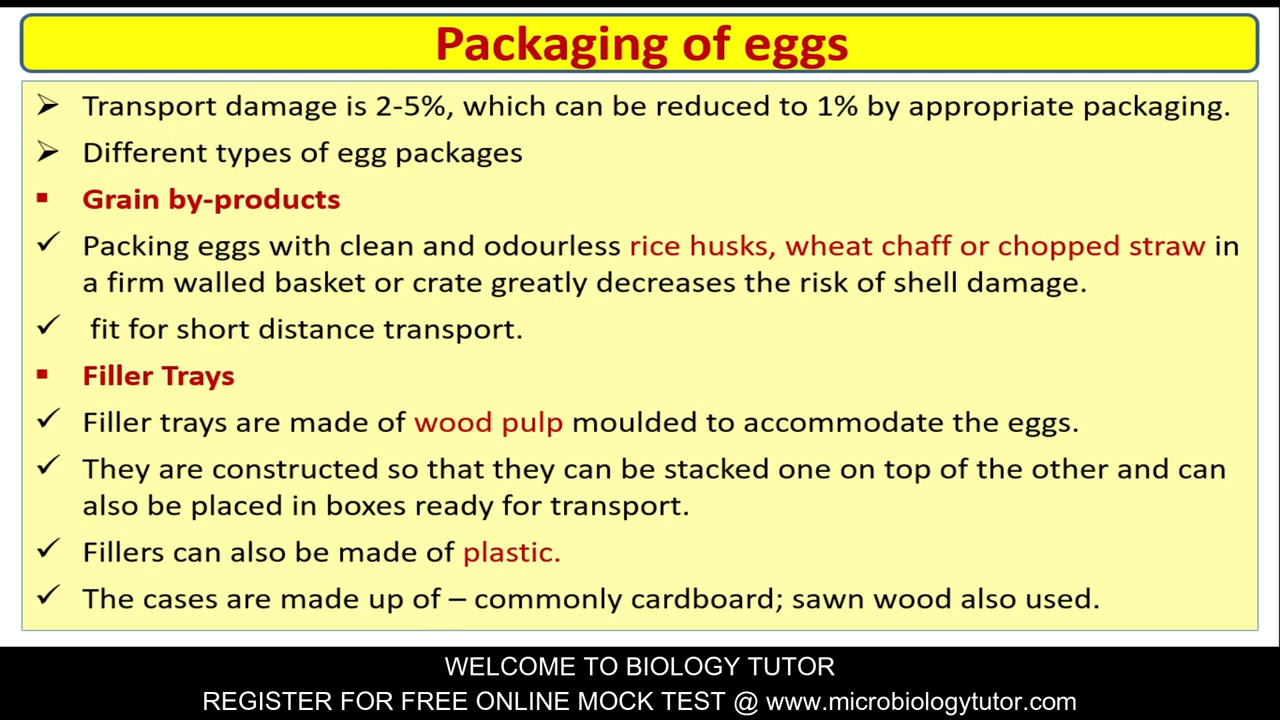 Packaging of eggs
Transport damage is 2-5%, which can be reduced to 1% by appropriate packaging.
Different types of egg packages
Grain by-products
Packing eggs with clean and odourless rice husks, wheat chaff or chopped straw in
a firm walled basket or crate greatly decreases the risk of shell damage.
fit for short distance transport.
Filler Trays
Filler trays are made of wood pulp moulded to accommodate the eggs.
They are constructed so that they can be stacked one on top of the other and can
also be placed in boxes ready for transport.
Fillers can also be made of plastic.
The cases are made up of – commonly cardboard; sawn wood also used.
WELCOME TO BIOLOGY TUTOR
REGISTER FOR FREE ONLINE MOCK TEST @ www.microbiologytutor.com